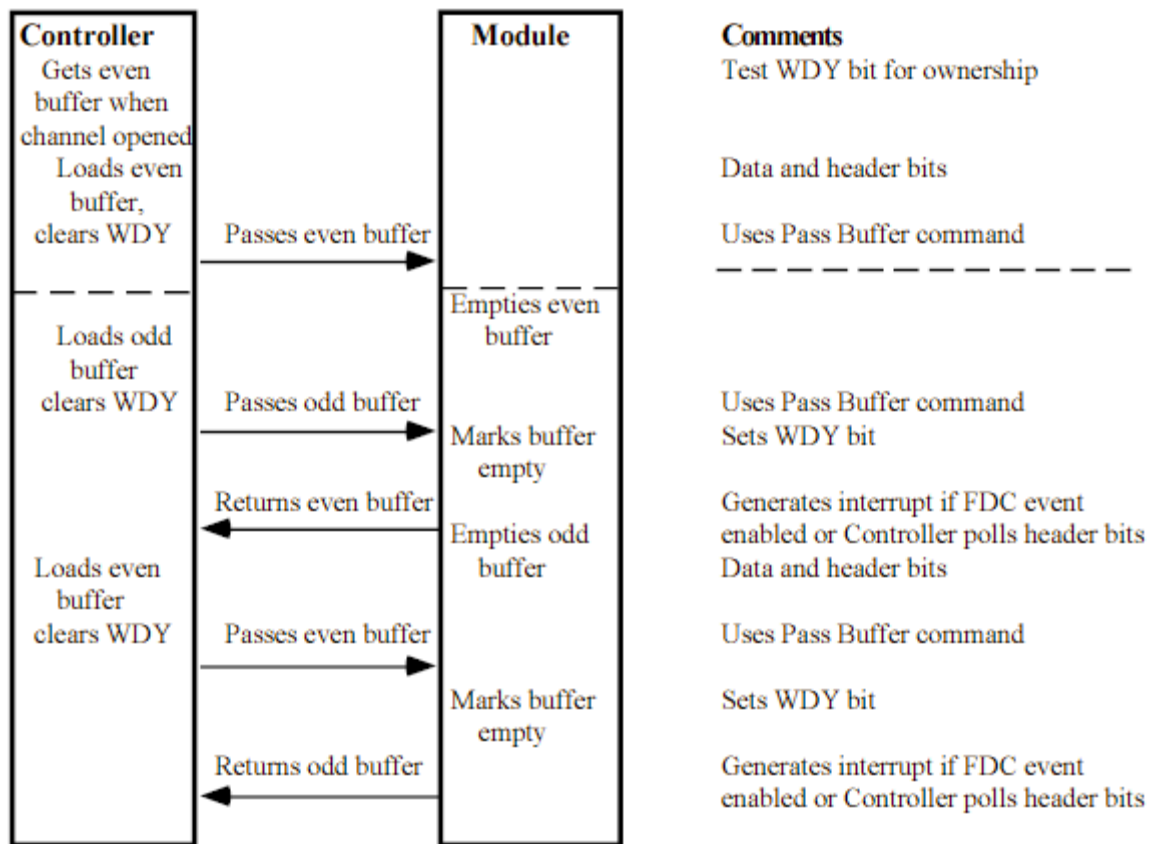 Controller Module Comments
Gets even Test WDY bit for ownership
buffer when
channel opened
Loads even Data and header bits
buffer,
clears WDY Passes even buffer Uses Pass Buffer command
Empties even
Loads odd buffer
buffer
clears WDY Passes odd buffer Uses Pass Buffer command
Marks buffer Sets WDY bit
empty
Returns even buffer Generates interrupt if FDC event
Empties odd enabled or Controller polls header bits
Loads even buffer Data and header bits
buffer
clears WDY Passes even buffer Uses Pass Buffer command
Marks buffer Sets WDY bit
empty
Returns odd buffer Generates interrupt if FDC event
enabled or Controller polls header bits